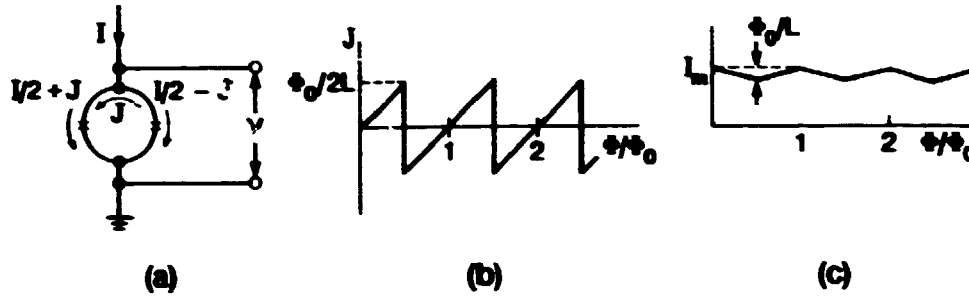 I
I/2 + J
I/2 - J
J
V
(a)
J
Φ₀/2L
1
2
Φ/Φ₀
(b)
Φ₀/L
Iₘ
1
2
Φ/Φ₀
(c)